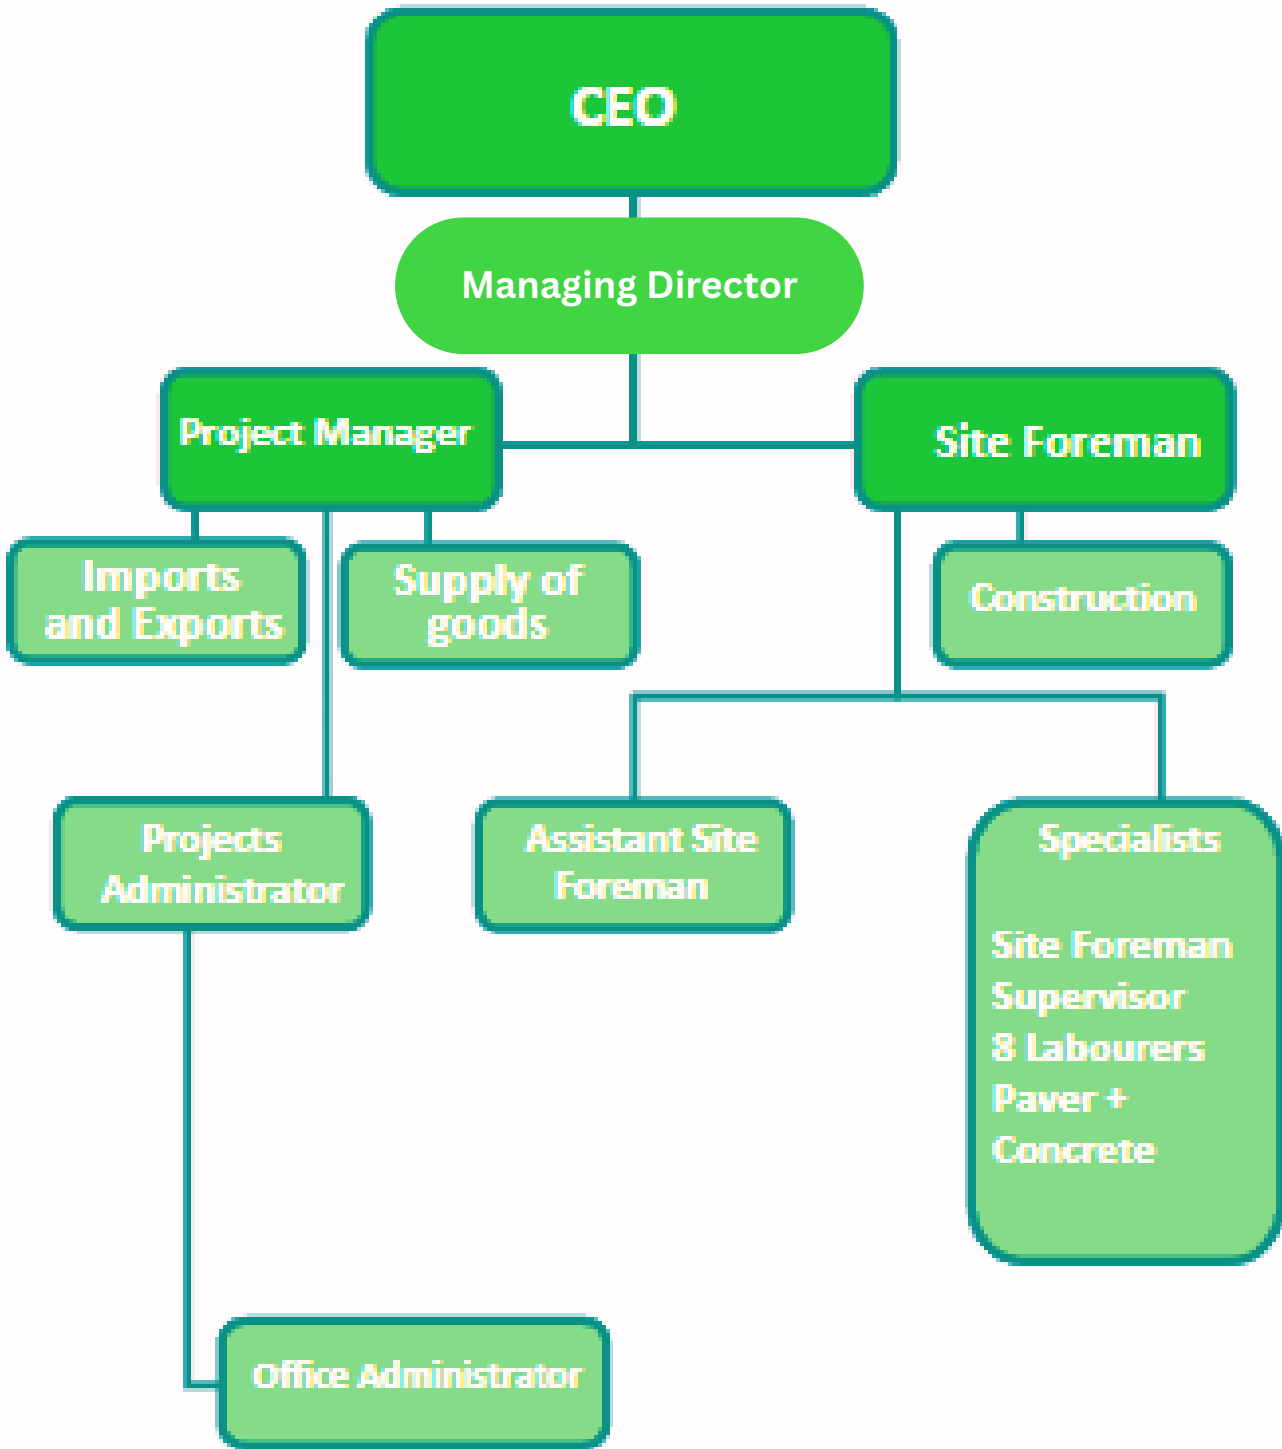 CEO
Managing Director
Project Manager
Site Foreman
Imports
and Exports
Supply of
goods
Construction
Projects
Administrator
Assistant Site
Foreman
Specialists
Site Foreman
Supervisor
8 Labourers
Paver +
Concrete
Office Administrator